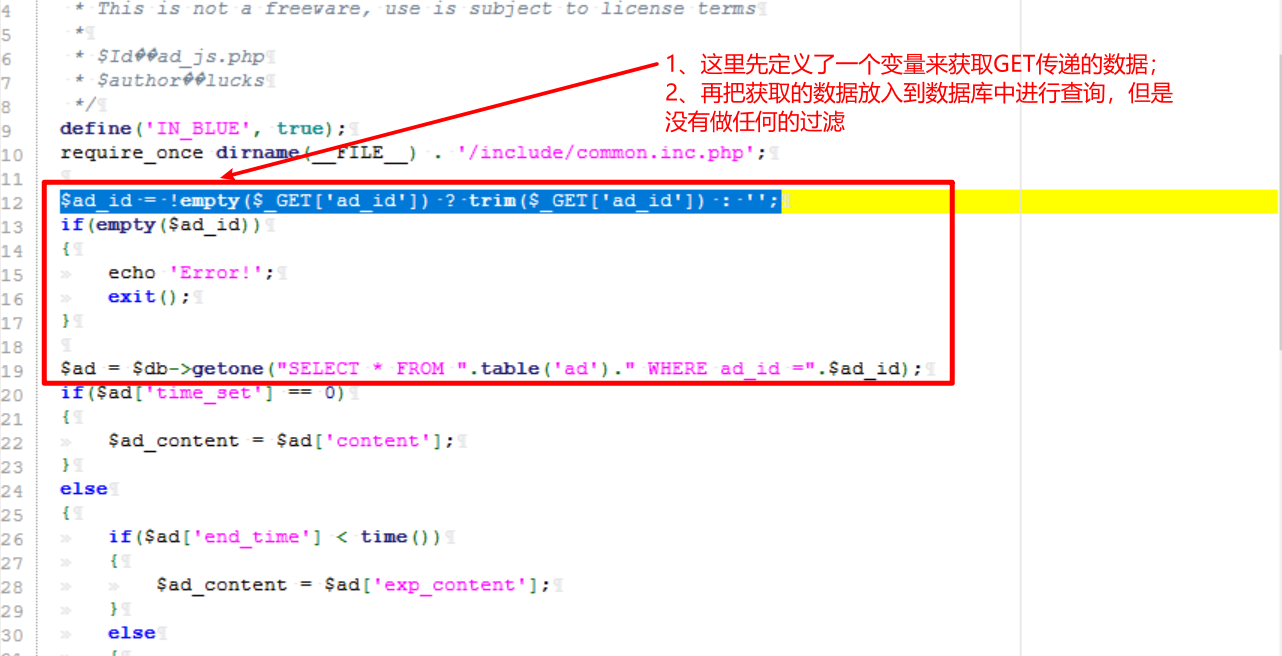 4 * This is not a freeware, use is subject to license terms
5 *
6 * $Id��ad_js.php
7 * $author��lucks
8 */
9 define('IN_BLUE', true);
10 require_once dirname(__FILE__) . '/include/common.inc.php';
11
12 $ad_id = !empty($_GET['ad_id']) ? trim($_GET['ad_id']) : '';
13 if(empty($ad_id))
14 {
15 echo 'Error!';
16 exit();
17 }
18
19 $ad = $db->getone("SELECT * FROM ".table('ad')." WHERE ad_id =".$ad_id);
20 if($ad['time_set'] == 0)
21 {
22 $ad_content = $ad['content'];
23 }
24 else
25 {
26 if($ad['end_time'] < time())
27 {
28 $ad_content = $ad['exp_content'];
29 }
30 else
{
1、这里先定义了一个变量来获取GET传递的数据；
2、再把获取的数据放入到数据库中进行查询，但是
没有做任何的过滤